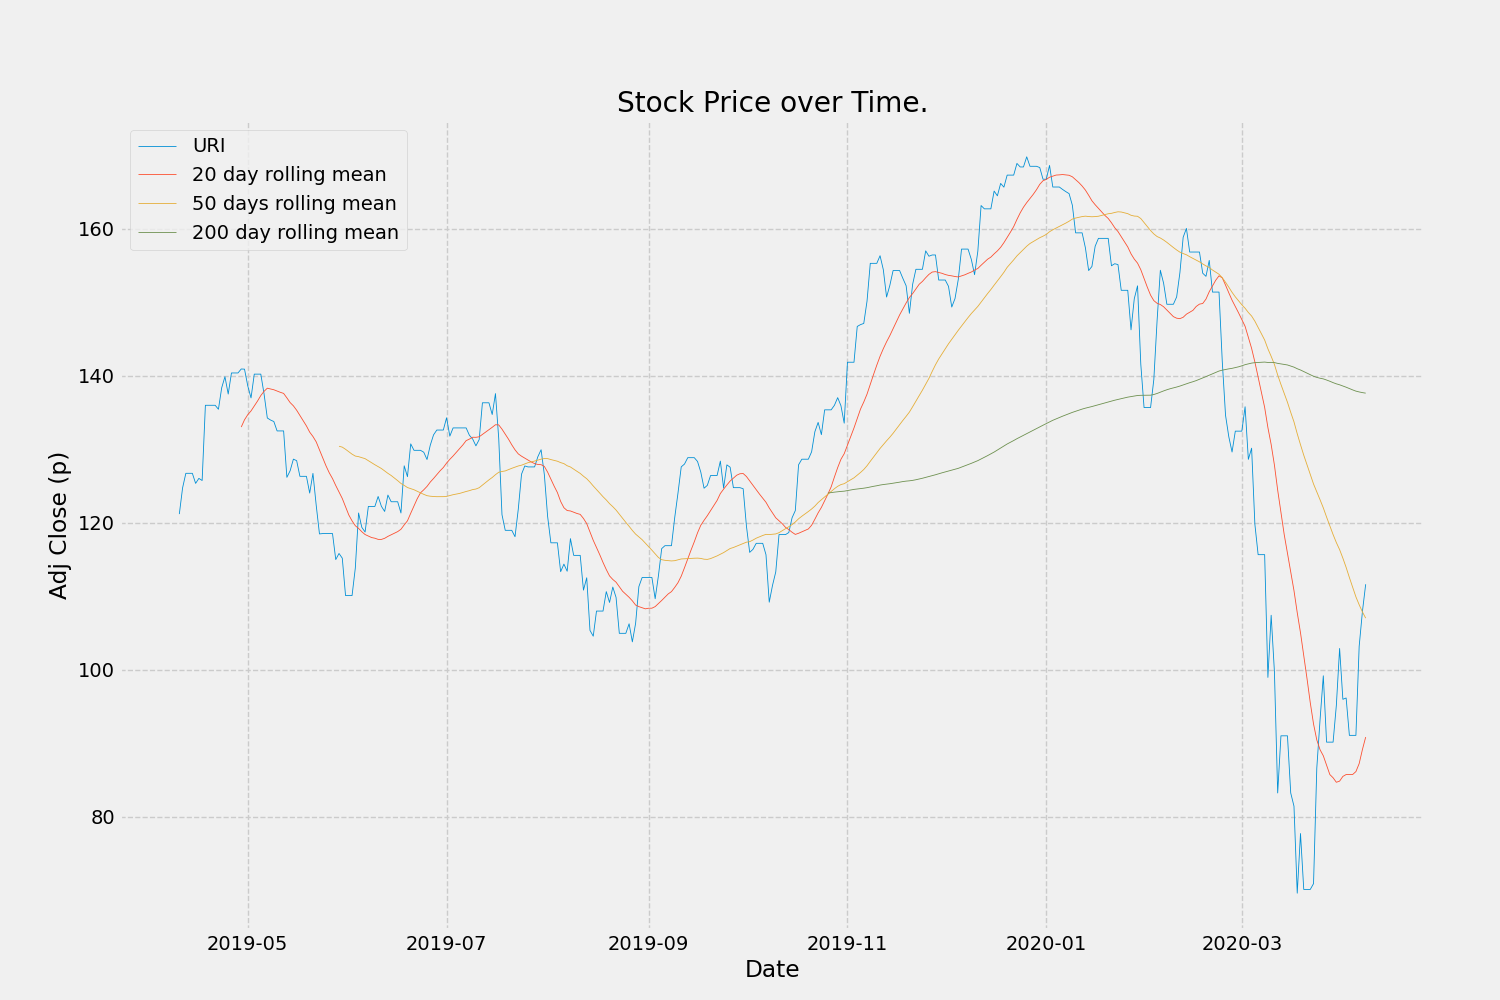 Stock Price over Time.
URI
20 day rolling mean
50 days rolling mean
200 day rolling mean
160
140
120
100
80
Adj Close (p)
2019-05 2019-07 2019-09 2019-11 2020-01 2020-03
Date